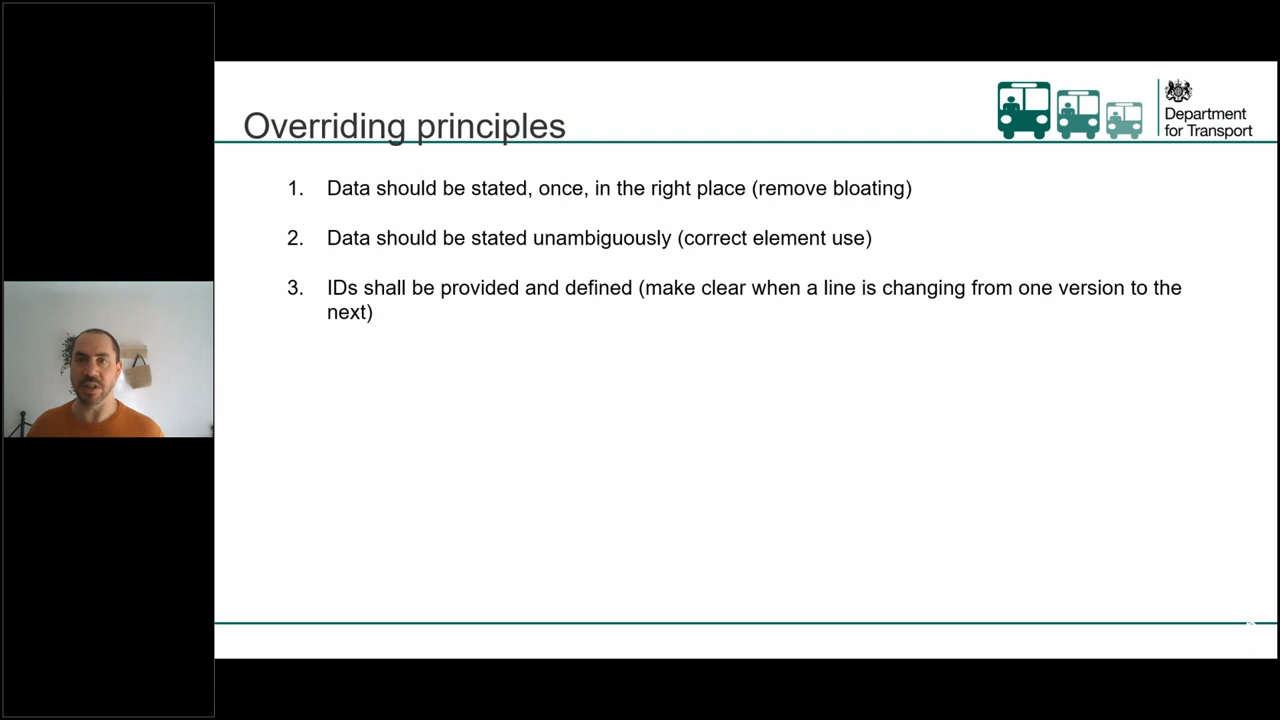 Overriding principles
Department
for Transport
1. Data should be stated, once, in the right place (remove bloating)
2. Data should be stated unambiguously (correct element use)
3. IDs shall be provided and defined (make clear when a line is changing from one version to the
next)